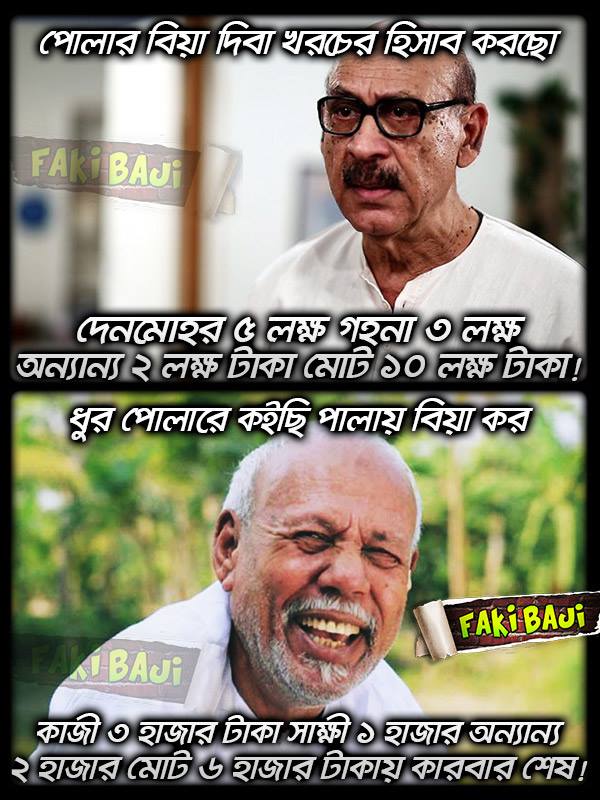 পোলার বিয়া দিবা খরচের হিসাব করছো
FAKi BAJi
দেনমোহর ৫ লক্ষ গহনা ৩ লক্ষ
অন্যান্য ২ লক্ষ টাকা মোট ১০ লক্ষ টাকা!
ধুর পোলারে কইছি পালায় বিয়া কর
FAKi BAJi
FAKi BAJi
কাজী ৩ হাজার টাকা সাক্ষী ১ হাজার অন্যান্য
২ হাজার মোট ৬ হাজার টাকায় কারবার শেষ!